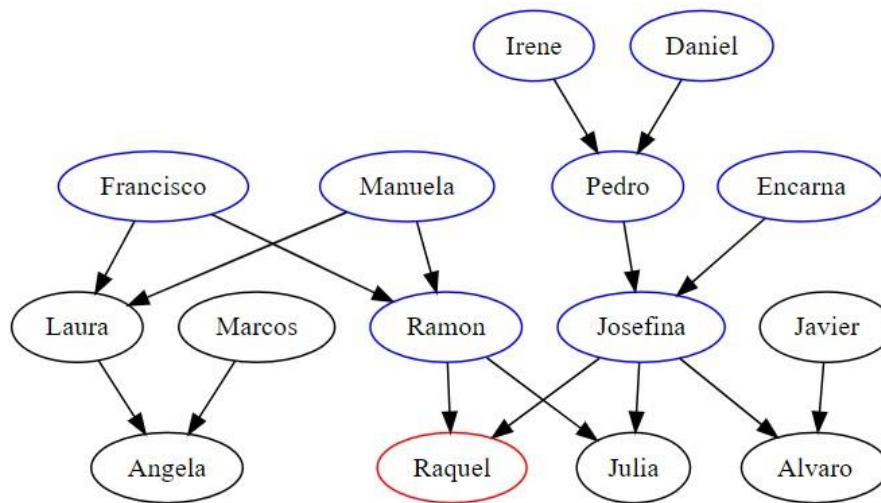 Irene Daniel
Francisco Manuela Pedro Encarna
Laura Marcos Ramon Josefina Javier
Angela Raquel Julia Alvaro